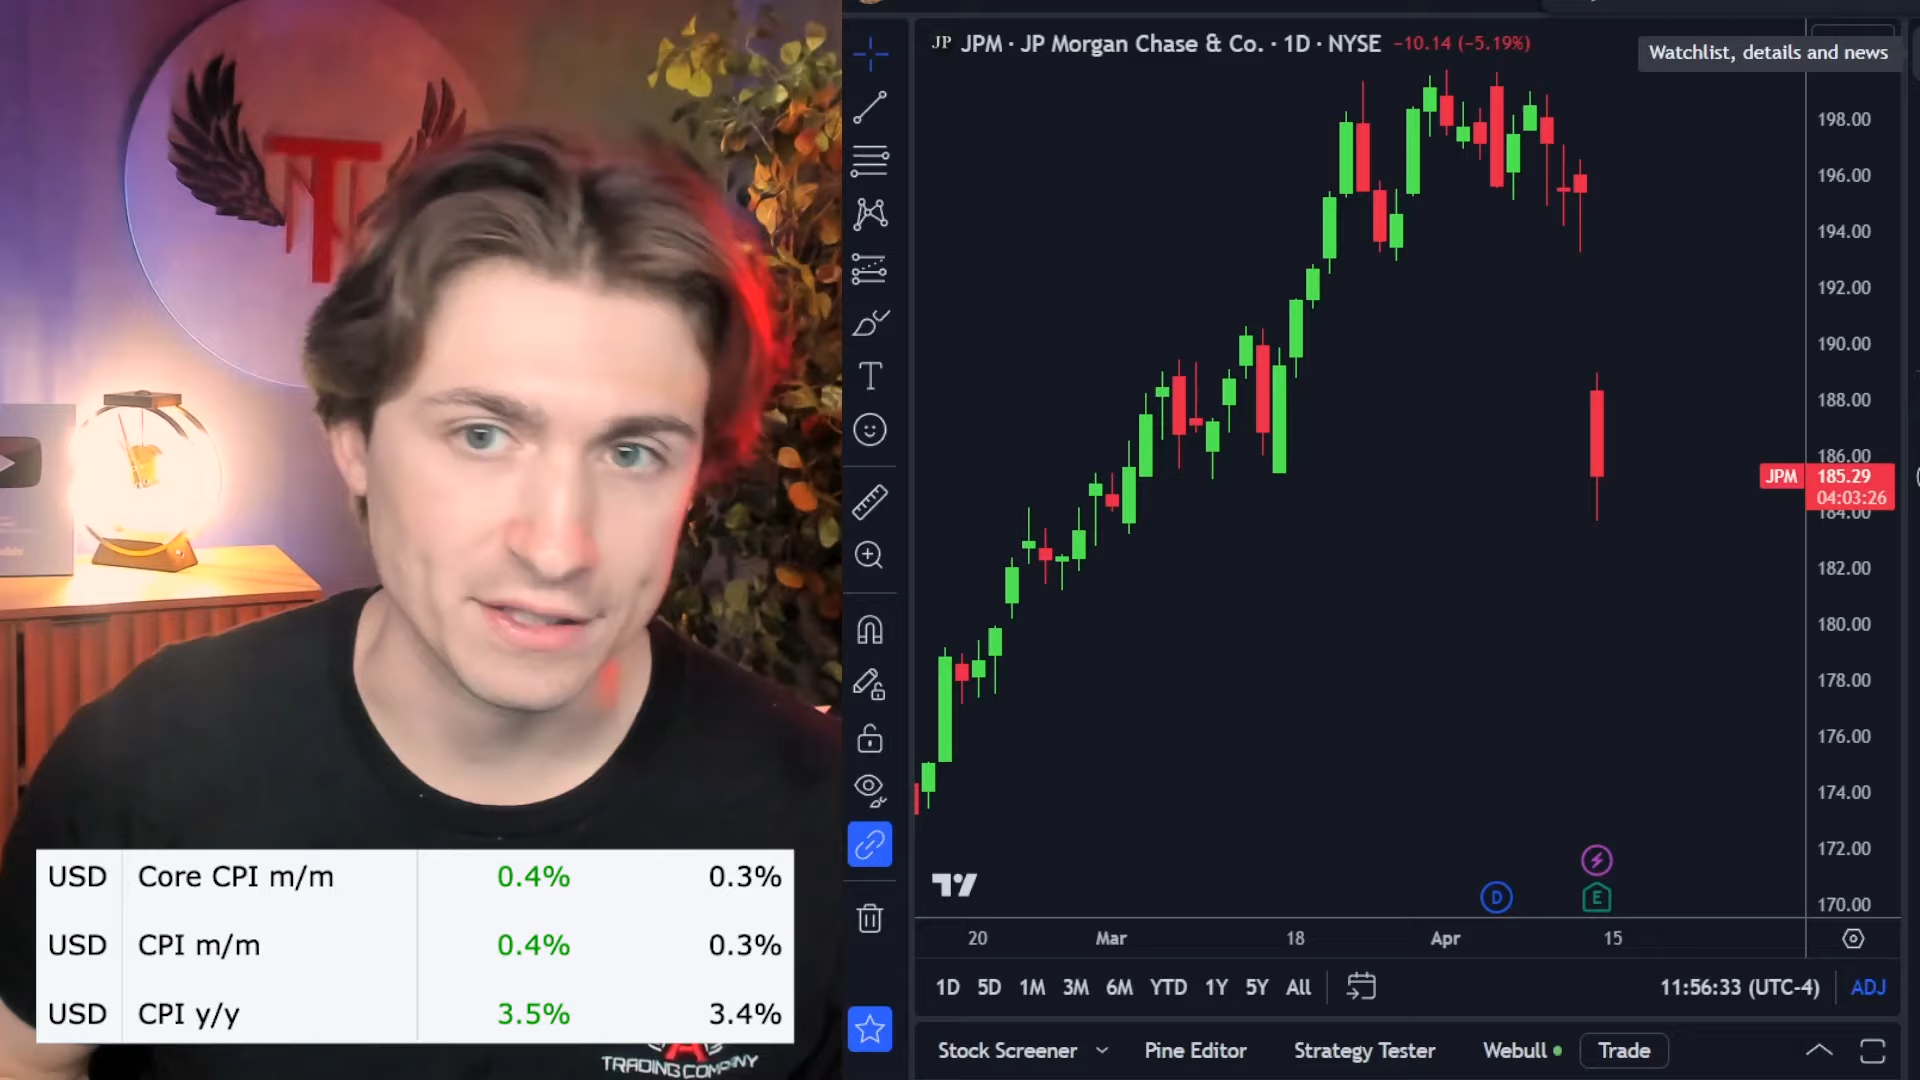 JP JPM · JP Morgan Chase & Co. · 1D · NYSE −10.14 (−5.19%)
Watchlist, details and news
198.00
196.00
194.00
192.00
190.00
188.00
186.00
JPM 185.29
04:03:26
184.00
182.00
180.00
178.00
176.00
174.00
172.00
170.00
D
E
20 Mar 18 Apr 15
1D 5D 1M 3M 6M YTD 1Y 5Y All
11:56:33 (UTC-4) ADJ
Stock Screener Pine Editor Strategy Tester Webull Trade
USD Core CPI m/m 0.4% 0.3%
USD CPI m/m 0.4% 0.3%
USD CPI y/y 3.5% 3.4%
TRADING COMPANY